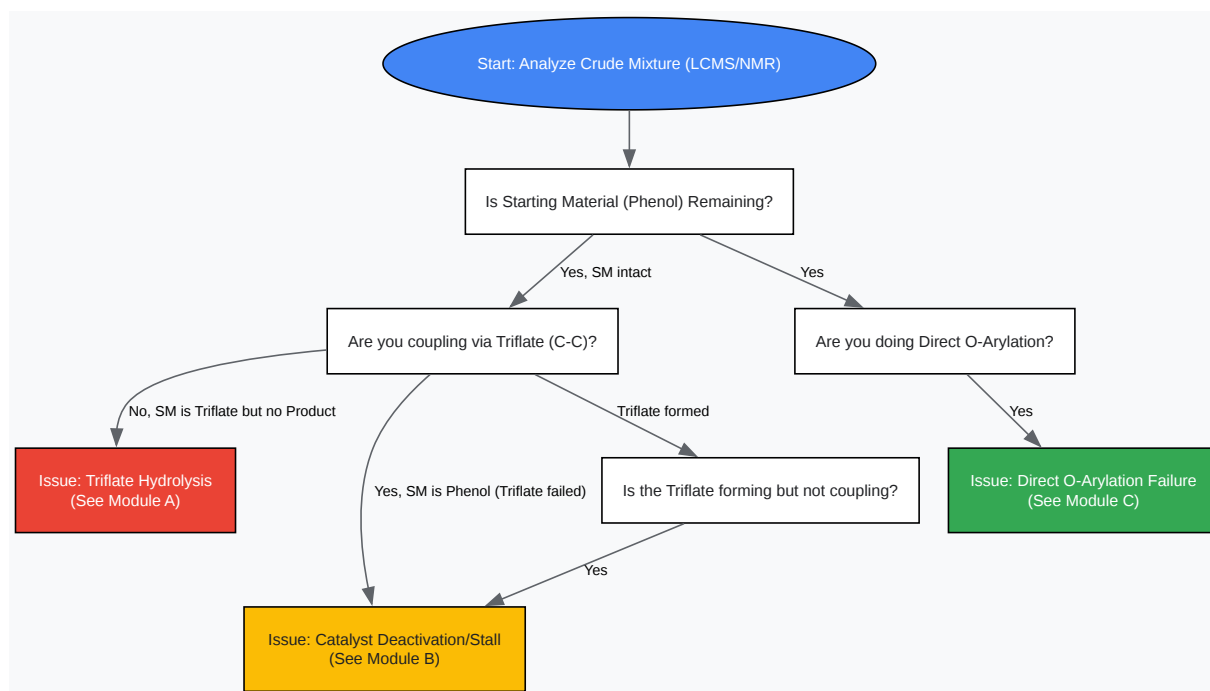 Start: Analyze Crude Mixture (LCMS/NMR)
Is Starting Material (Phenol) Remaining?
Yes, SM intact
Yes
Are you coupling via Triflate (C-C)?
Are you doing Direct O-Arylation?
No, SM is Triflate but no Product
Triflate formed
Yes
Issue: Triflate Hydrolysis
(See Module A)
Yes, SM is Phenol (Triflate failed)
Is the Triflate forming but not coupling?
Issue: Direct O-Arylation Failure
(See Module C)
Yes
Issue: Catalyst Deactivation/Stall
(See Module B)